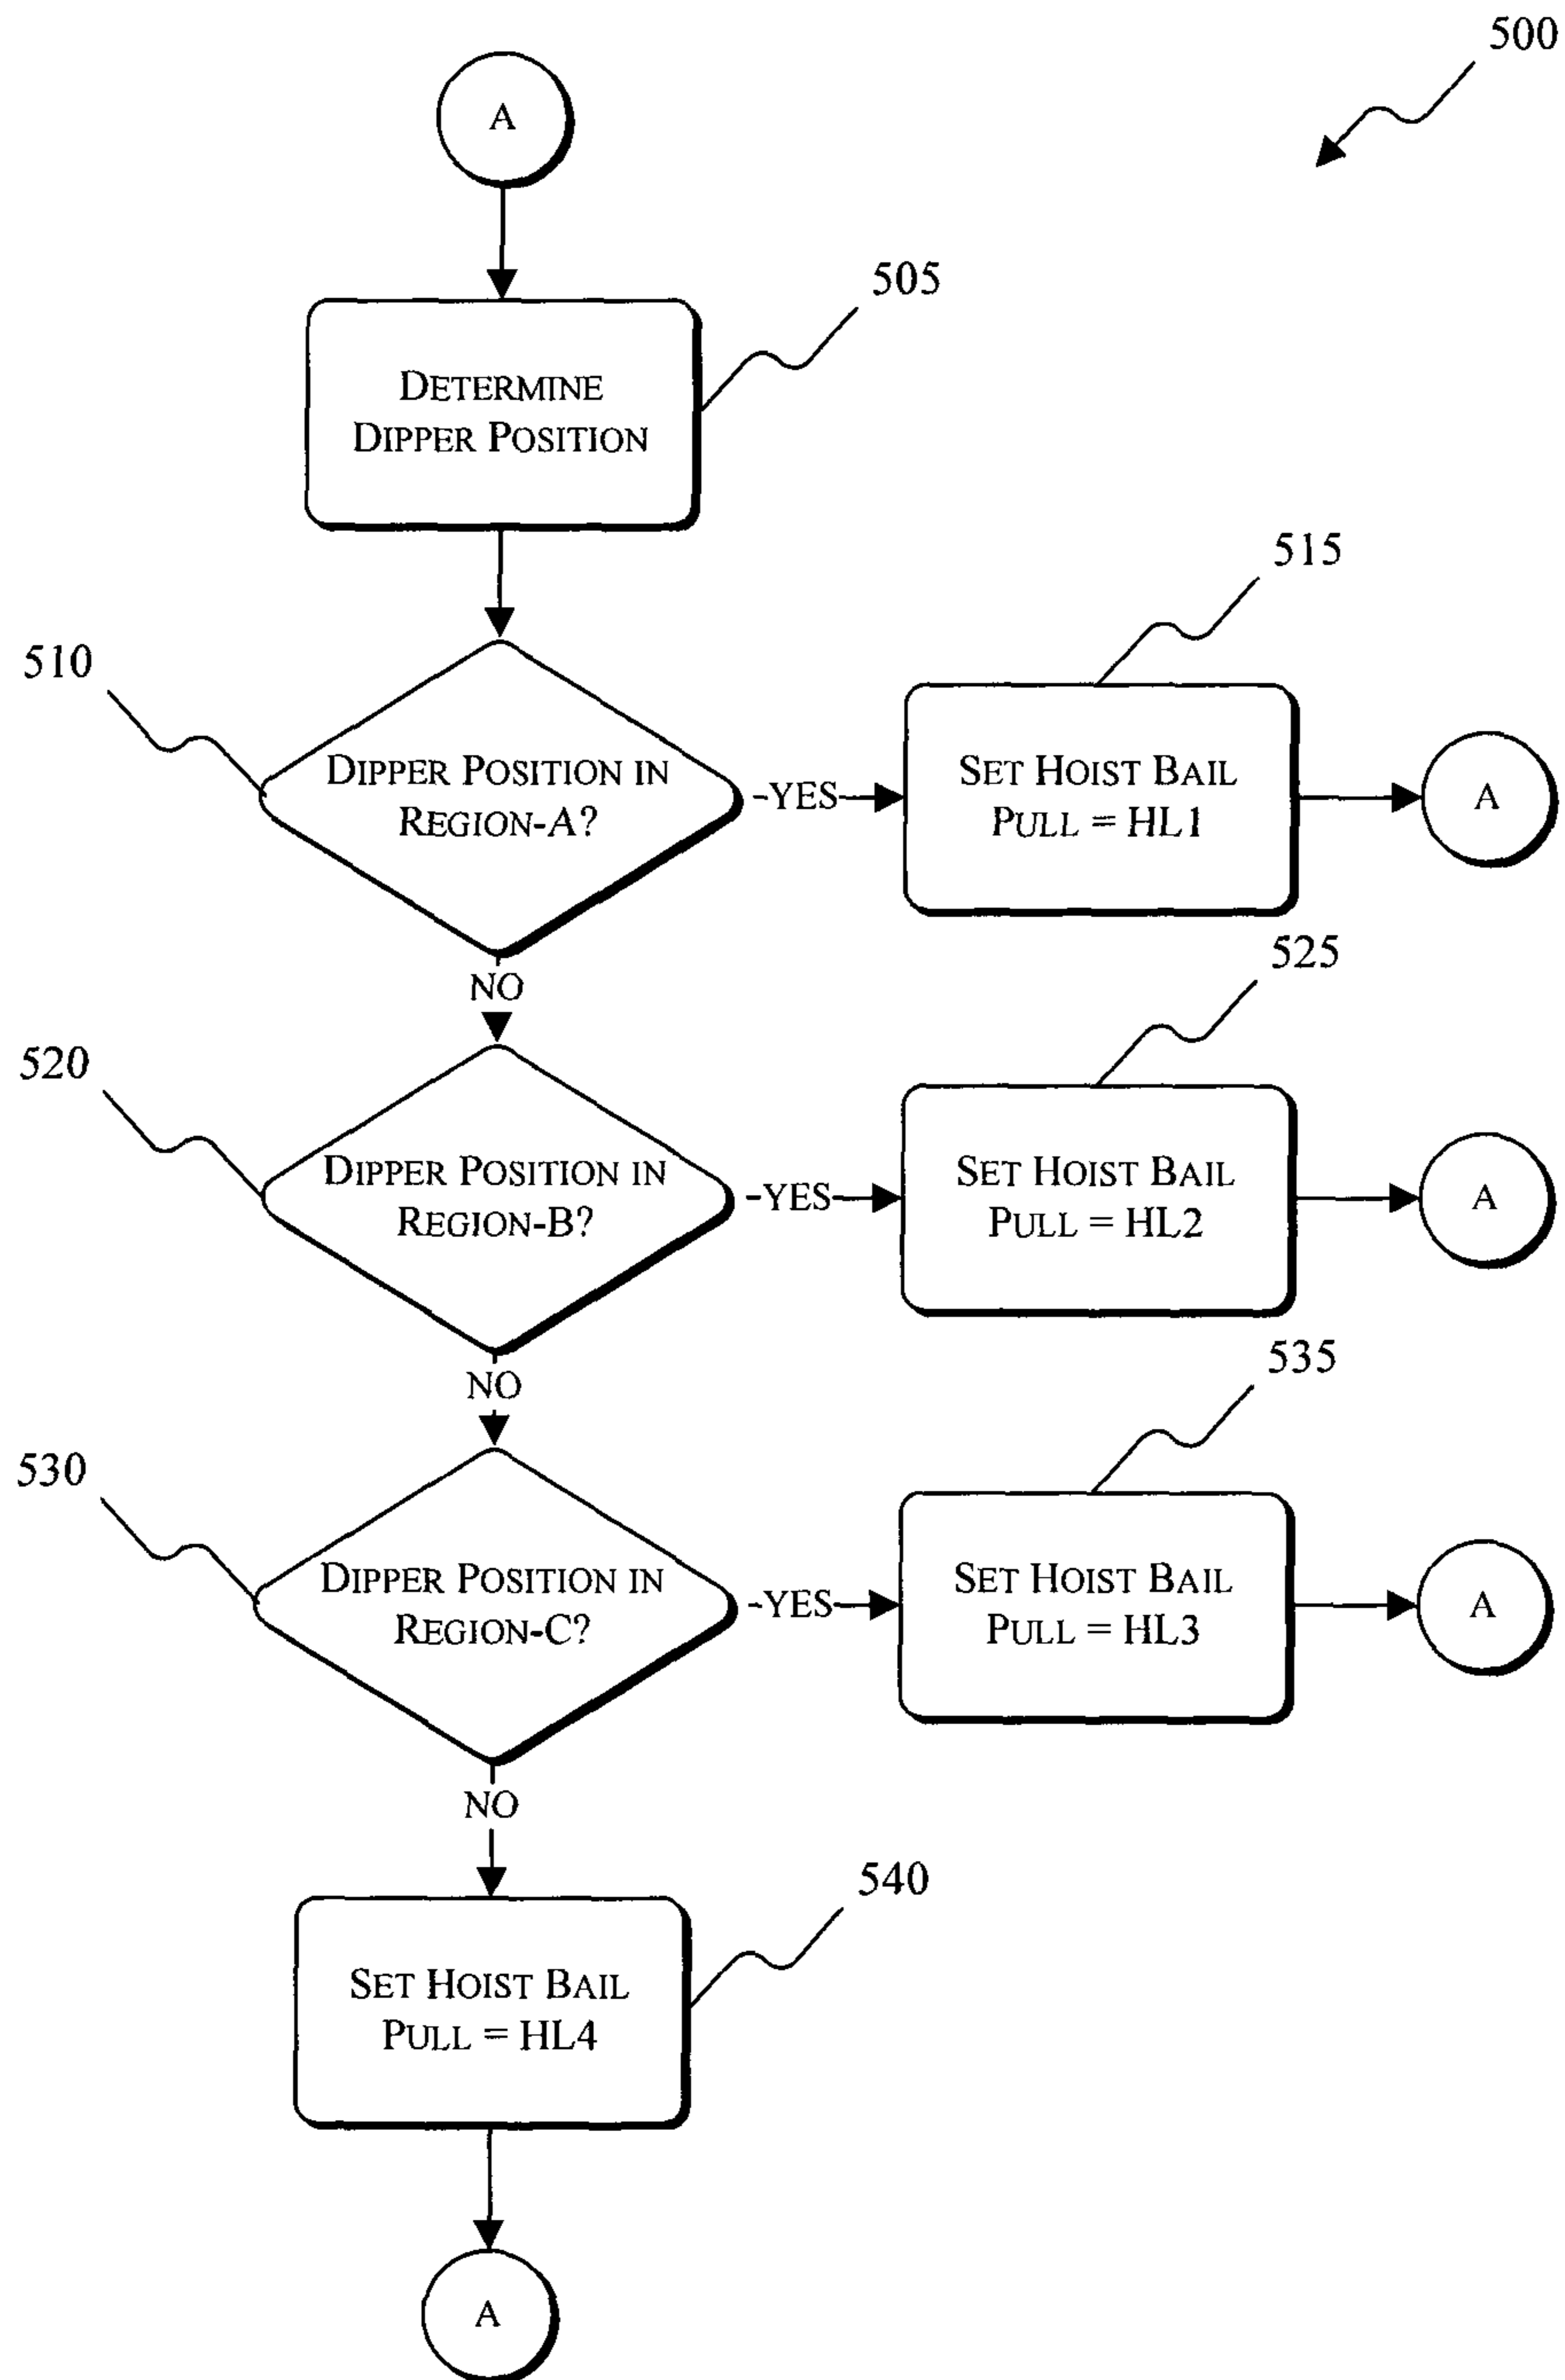 500
A
505
DETERMINE
DIPPER POSITION
510
DIPPER POSITION IN
REGION-A?
YES
515
SET HOIST BAIL
PULL = HL1
A
NO
520
DIPPER POSITION IN
REGION-B?
YES
525
SET HOIST BAIL
PULL = HL2
A
NO
530
DIPPER POSITION IN
REGION-C?
YES
535
SET HOIST BAIL
PULL = HL3
A
NO
540
SET HOIST BAIL
PULL = HL4
A